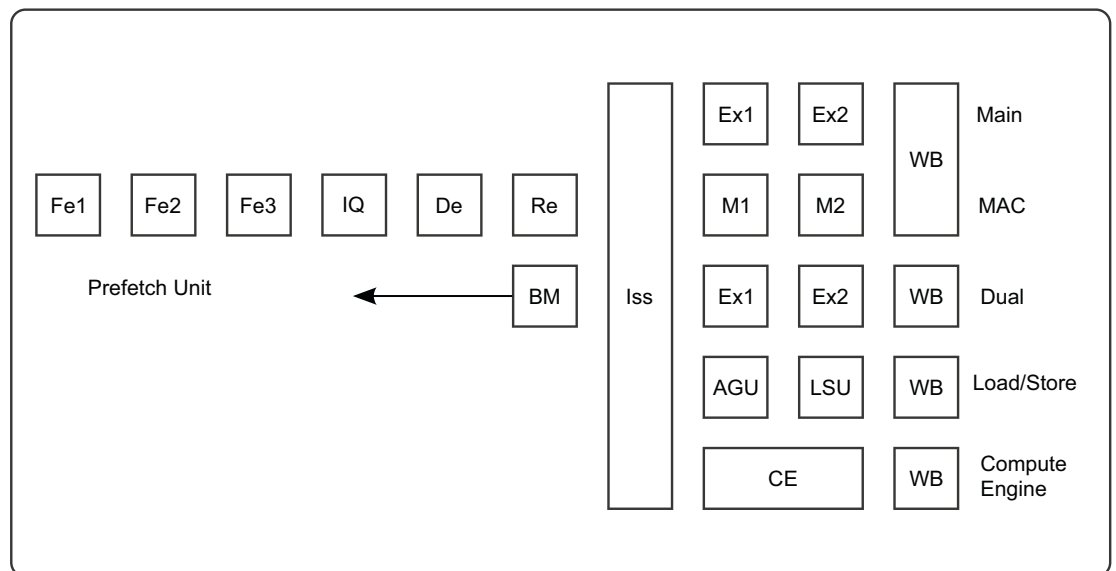 Ex1 Ex2 Main
WB
Fe1 Fe2 Fe3 IQ De Re M1 M2 MAC
Prefetch Unit BM Iss Ex1 Ex2 WB Dual
AGU LSU WB Load/Store
CE WB Compute
Engine